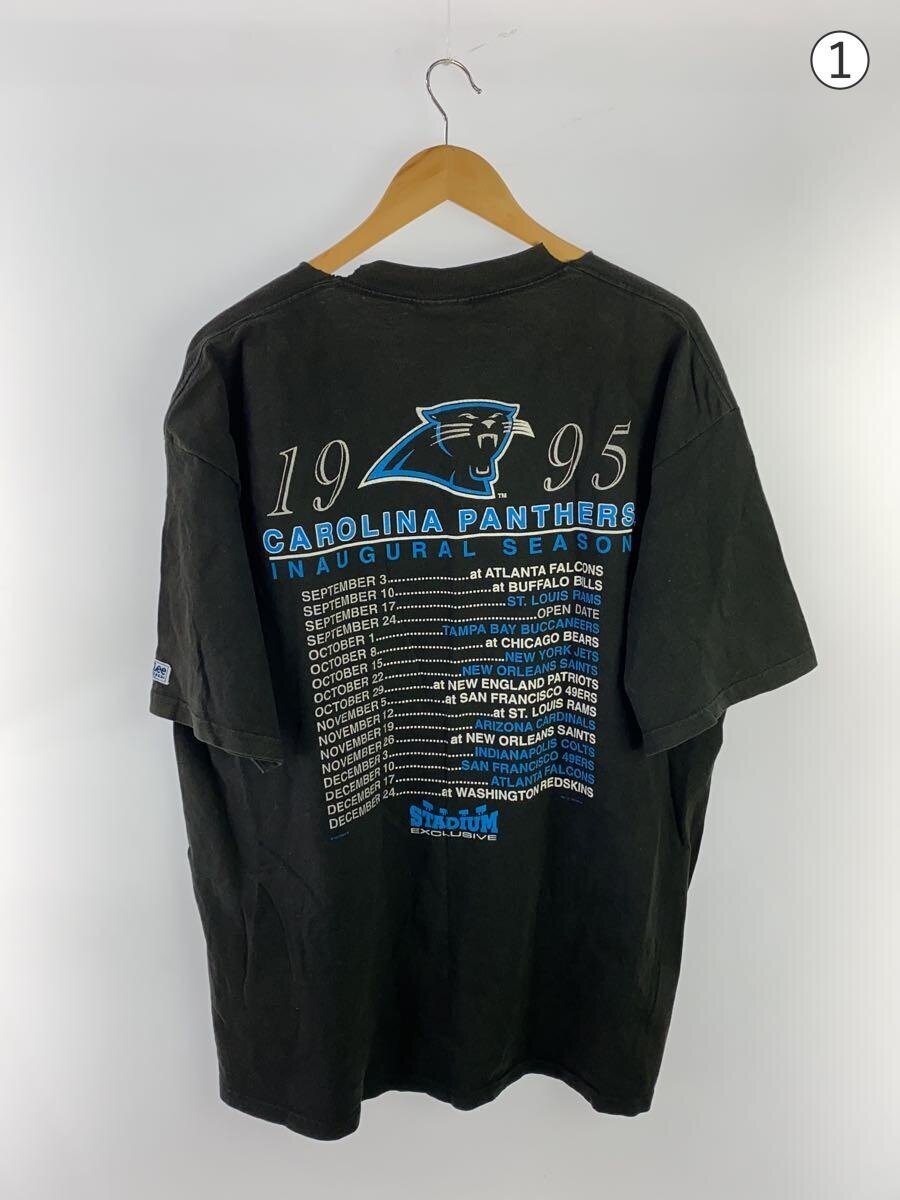 ①
19 95
TM
CAROLINA PANTHERS
INAUGURAL SEASON
SEPTEMBER 3..................at ATLANTA FALCONS
SEPTEMBER 10..................at BUFFALO BILLS
SEPTEMBER 17..................ST. LOUIS RAMS
SEPTEMBER 24..................OPEN DATE
OCTOBER 1..................TAMPA BAY BUCCANEERS
OCTOBER 8..................at CHICAGO BEARS
OCTOBER 15..................NEW YORK JETS
OCTOBER 22..................NEW ORLEANS SAINTS
OCTOBER 29..................at NEW ENGLAND PATRIOTS
NOVEMBER 5..................at SAN FRANCISCO 49ERS
NOVEMBER 12..................at ST. LOUIS RAMS
NOVEMBER 19..................ARIZONA CARDINALS
NOVEMBER 26..................at NEW ORLEANS SAINTS
DECEMBER 3..................INDIANAPOLIS COLTS
DECEMBER 10..................SAN FRANCISCO 49ERS
DECEMBER 17..................ATLANTA FALCONS
DECEMBER 24..................at WASHINGTON REDSKINS
STADIUM
EXCLUSIVE
Lee